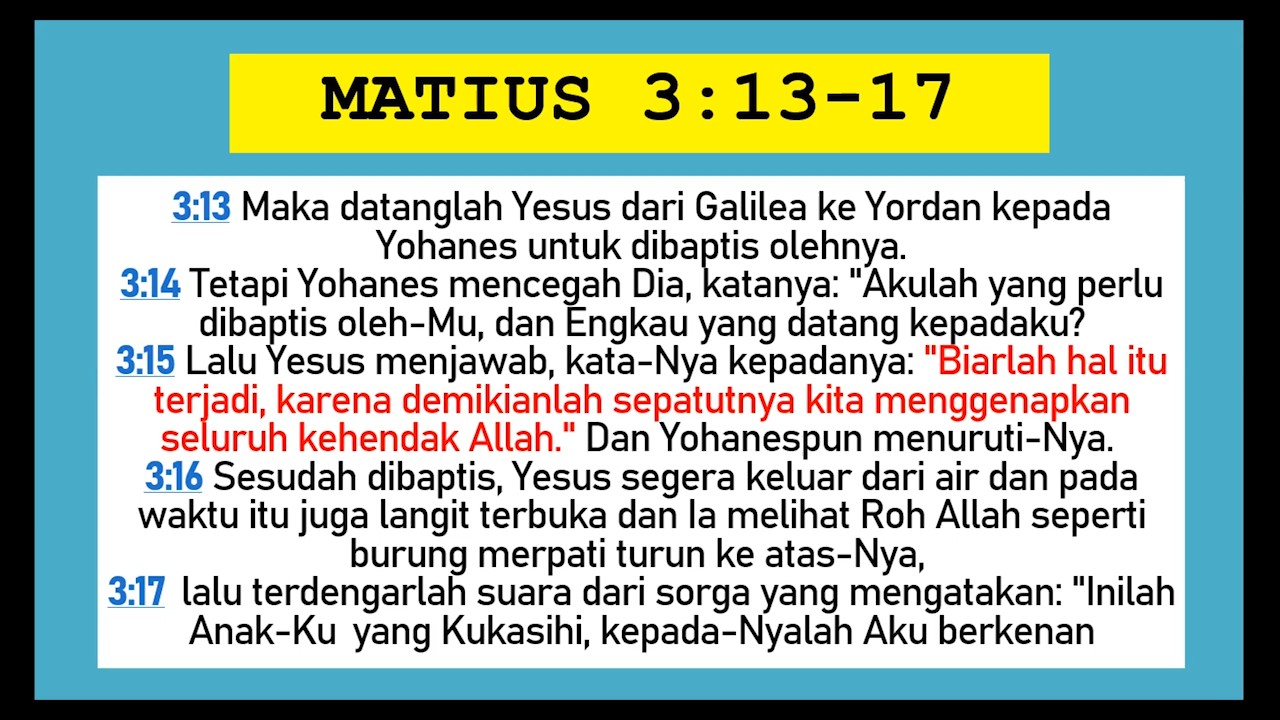 MATIUS 3:13-17
3:13 Maka datanglah Yesus dari Galilea ke Yordan kepada
Yohanes untuk dibaptis olehnya.
3:14 Tetapi Yohanes mencegah Dia, katanya: "Akulah yang perlu
dibaptis oleh-Mu, dan Engkau yang datang kepadaku?
3:15 Lalu Yesus menjawab, kata-Nya kepadanya: "Biarlah hal itu
terjadi, karena demikianlah sepatutnya kita menggenapkan
seluruh kehendak Allah." Dan Yohanespun menuruti-Nya.
3:16 Sesudah dibaptis, Yesus segera keluar dari air dan pada
waktu itu juga langit terbuka dan Ia melihat Roh Allah seperti
burung merpati turun ke atas-Nya,
3:17 lalu terdengarlah suara dari sorga yang mengatakan: "Inilah
Anak-Ku yang Kukasihi, kepada-Nyalah Aku berkenan